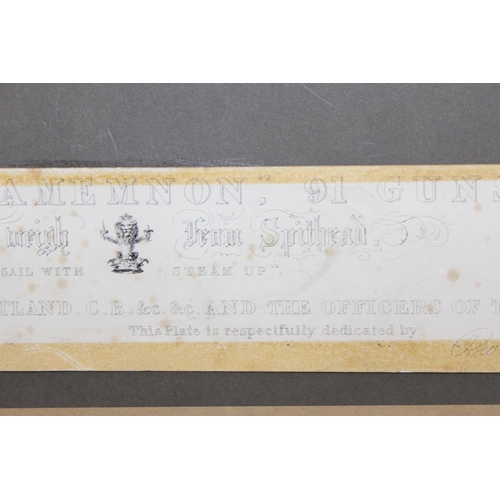 AMEMNON," 91 GUNS
weigh From Spithead.
SAIL WITH STEAM UP".
TLAND. C.B. &c. &c. AND THE OFFICERS OF T
This Plate is respectfully dedicated by